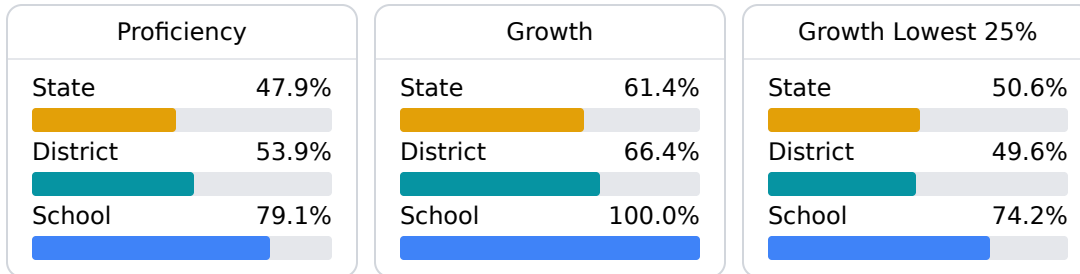 Proficiency
State 47.9%
District 53.9%
School 79.1%
Growth
State 61.4%
District 66.4%
School 100.0%
Growth Lowest 25%
State 50.6%
District 49.6%
School 74.2%